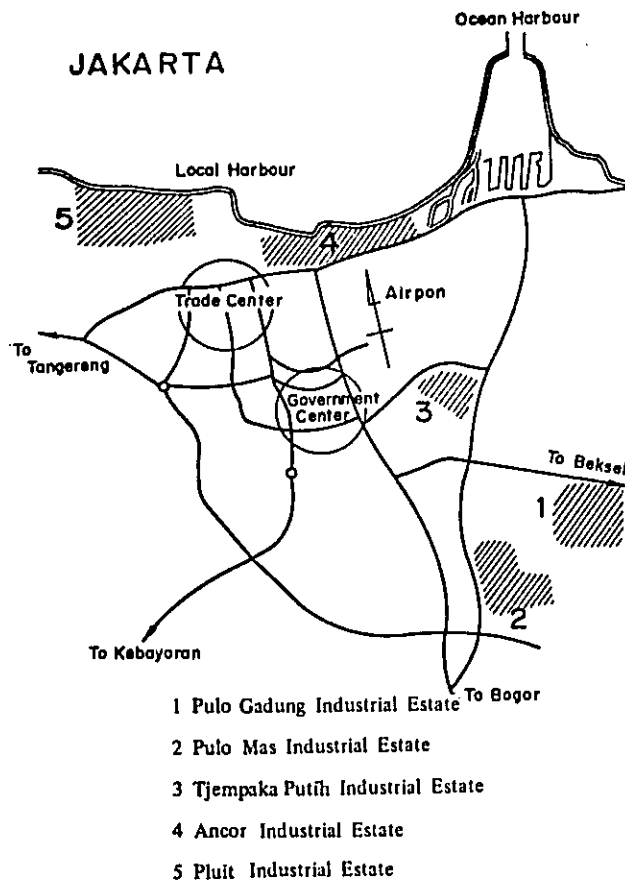 Ocean Harbour
JAKARTA
Local Harbour
5
4
Trade Center
Airpon
To
Tangerang
Government
Center
3
To Beksei
1
2
To Kebayoran
To Bogor
1 Pulo Gadung Industrial Estate
2 Pulo Mas Industrial Estate
3 Tjempaka Putih Industrial Estate
4 Ancor Industrial Estate
5 Pluit Industrial Estate